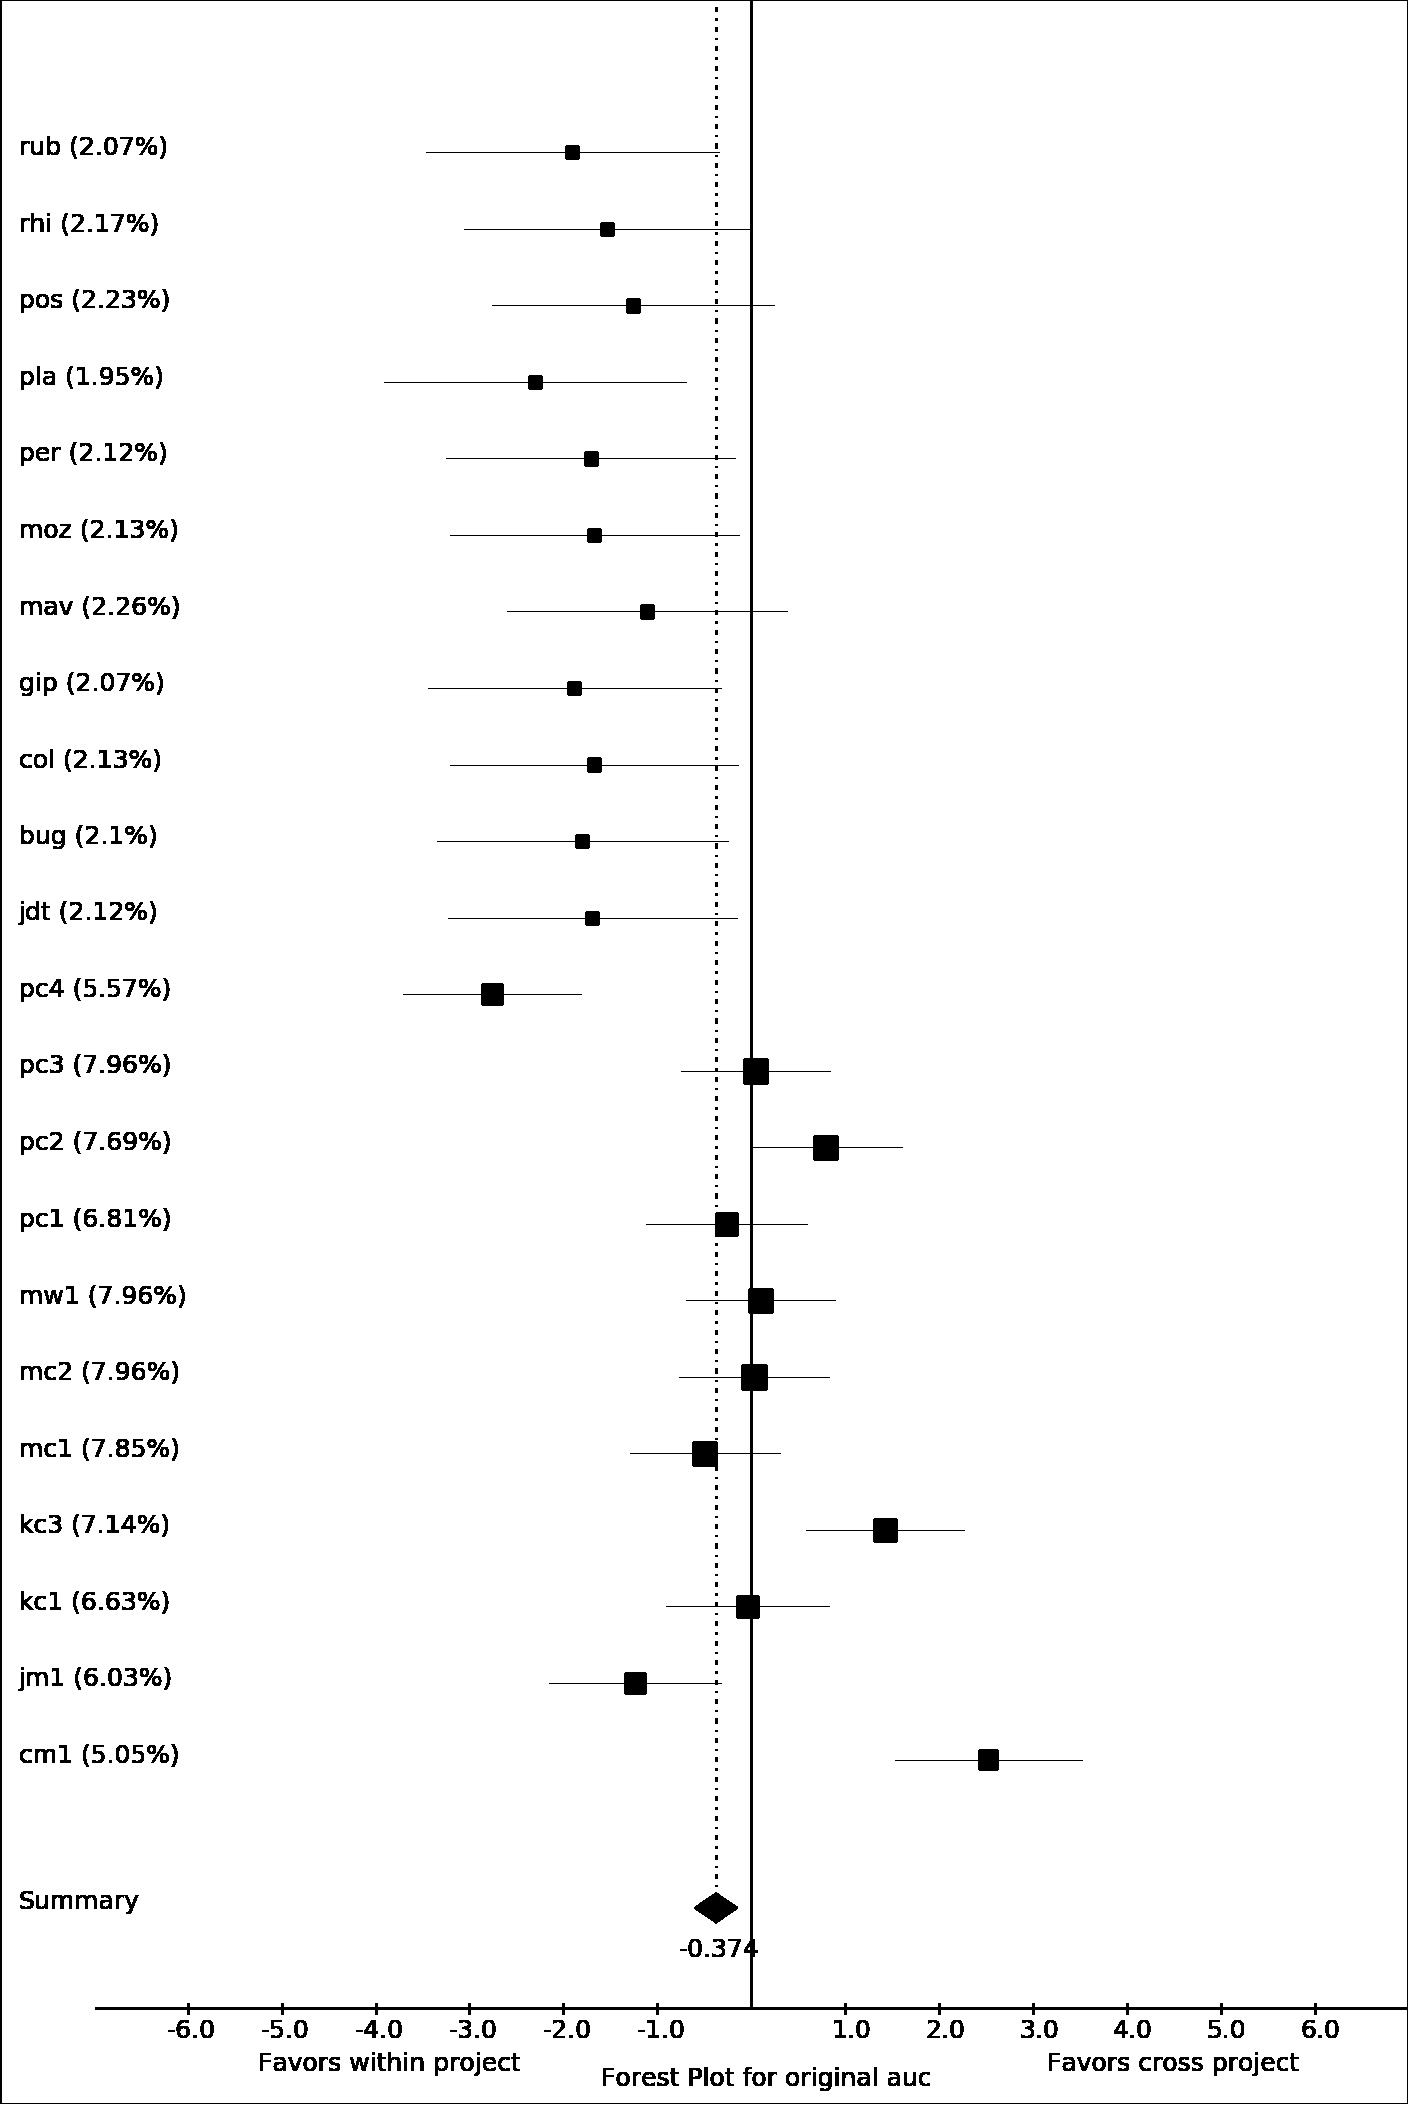 rub (2.07%)
rhi (2.17%)
pos (2.23%)
pla (1.95%)
per (2.12%)
moz (2.13%)
mav (2.26%)
gip (2.07%)
col (2.13%)
bug (2.1%)
jdt (2.12%)
pc4 (5.57%)
pc3 (7.96%)
pc2 (7.69%)
pc1 (6.81%)
mw1 (7.96%)
mc2 (7.96%)
mc1 (7.85%)
kc3 (7.14%)
kc1 (6.63%)
jm1 (6.03%)
cm1 (5.05%)
Summary
-0.374
-6.0 -5.0 -4.0 -3.0 -2.0 -1.0 1.0 2.0 3.0 4.0 5.0 6.0
Favors within project Favors cross project
Forest Plot for original auc